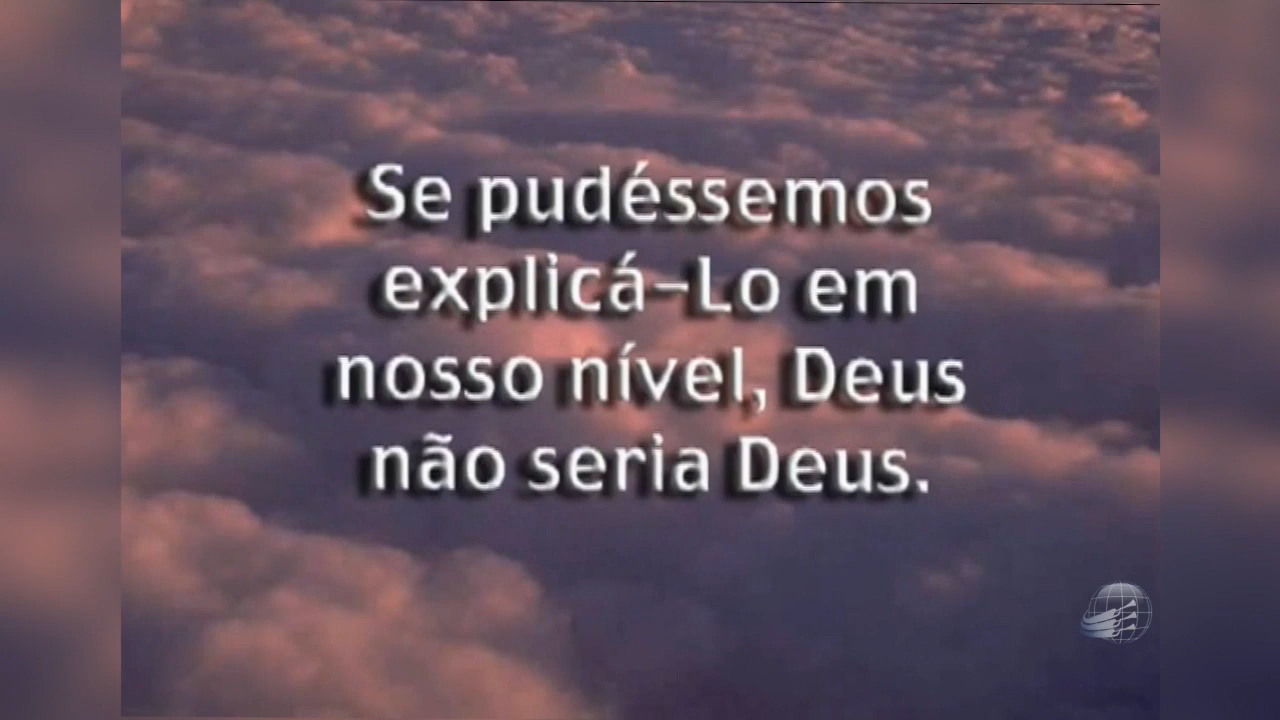 Se pudéssemos
explicá-Lo em
nosso nível, Deus
não seria Deus.